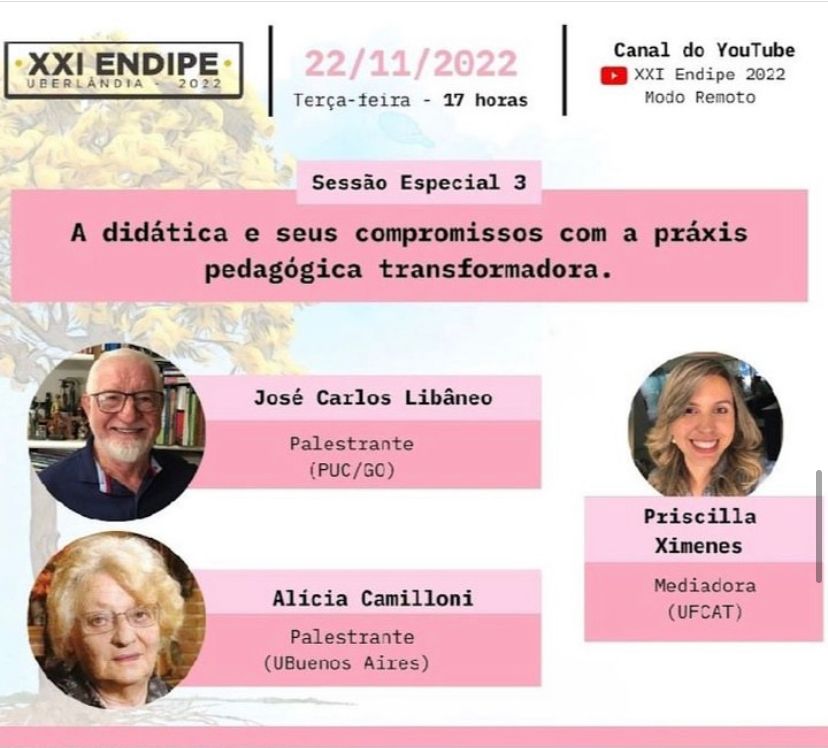 XXI ENDIPE
UBERLÂNDIA - 2022
22/11/2022
Terça-feira - 17 horas
Canal do YouTube
XXI Endipe 2022
Modo Remoto
Sessão Especial 3
A didática e seus compromissos com a práxis
pedagógica transformadora.
José Carlos Libâneo
Palestrante
(PUC/GO)
Priscilla
Ximenes
Mediadora
(UFCAT)
Alícia Camilloni
Palestrante
(UBuenos Aires)